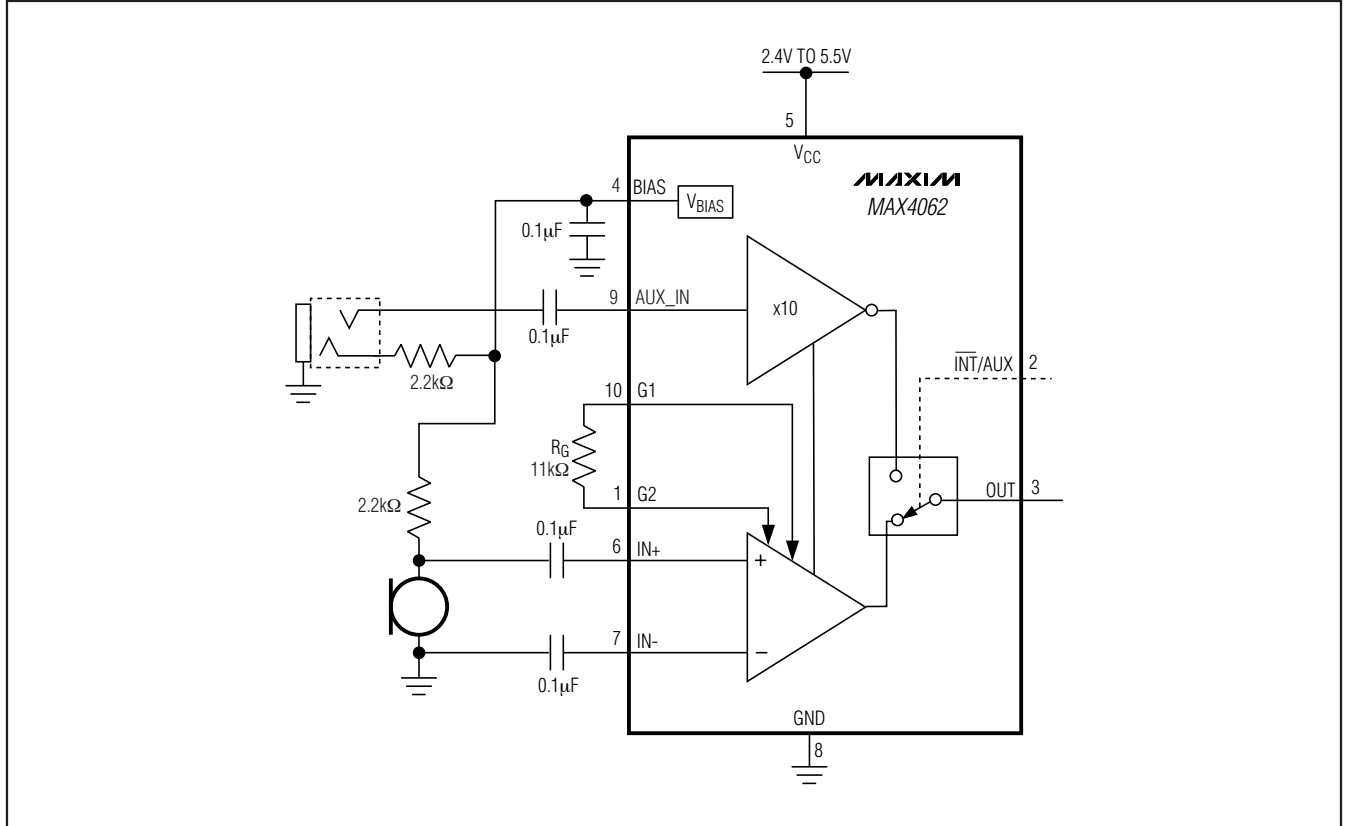 2.4V TO 5.5V
5
VCC
MAXIM
MAX4062
4 BIAS
VBIAS
0.1μF
9 AUX_IN
x10
0.1μF
2.2kΩ
INT/AUX 2
10 G1
RG
11kΩ
1 G2
OUT 3
2.2kΩ
0.1μF
6 IN+
+
7 IN-
−
0.1μF
GND
8